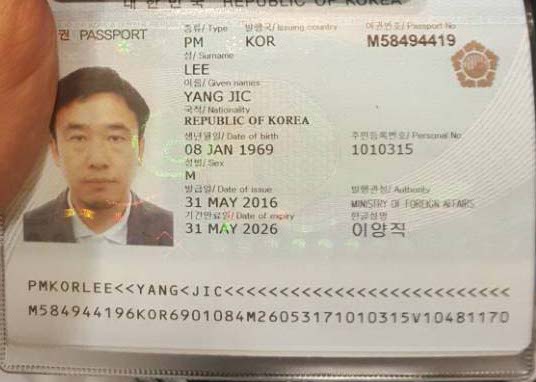 대 한 민 국 REPUBLIC OF KOREA
권 PASSPORT
종류/ Type 발행국/ Issuing country 여권번호/ Passport No
PM KOR M58494419
성/ Surname
LEE
이름/ Given names
YANG JIC
국적/ Nationality
REPUBLIC OF KOREA
생년월일/ Date of birth 주민등록번호/ Personal No
08 JAN 1969 1010315
성별/ Sex
M
발급일/ Date of issue 발행관청/ Authority
31 MAY 2016 MINISTRY OF FOREIGN AFFAIRS
기간만료일/ Date of expiry 한글성명
31 MAY 2026 이양직
PMKORLEE<<YANG<JIC<<<<<<<<<<<<<<<<<<<<<<<<<<
M584944196KOR6901084M26053171010315V10481170